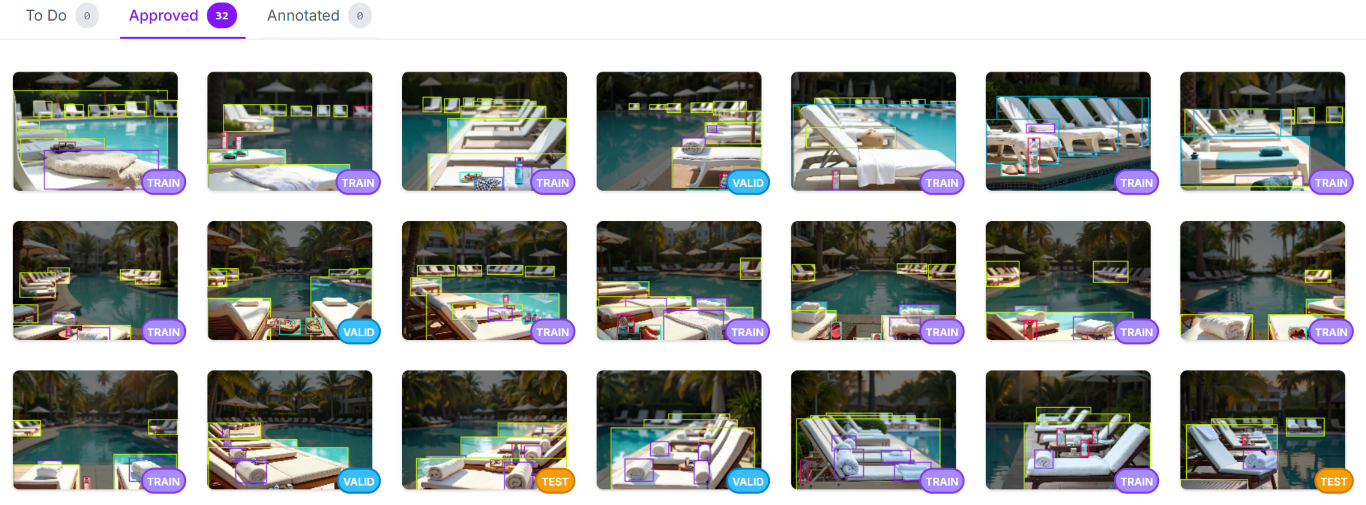 To Do 0 Approved 32 Annotated 0
TRAIN TRAIN TRAIN VALID TRAIN TRAIN TRAIN
TRAIN VALID TRAIN TRAIN TRAIN TRAIN TRAIN
TRAIN VALID TEST VALID TRAIN TRAIN TEST